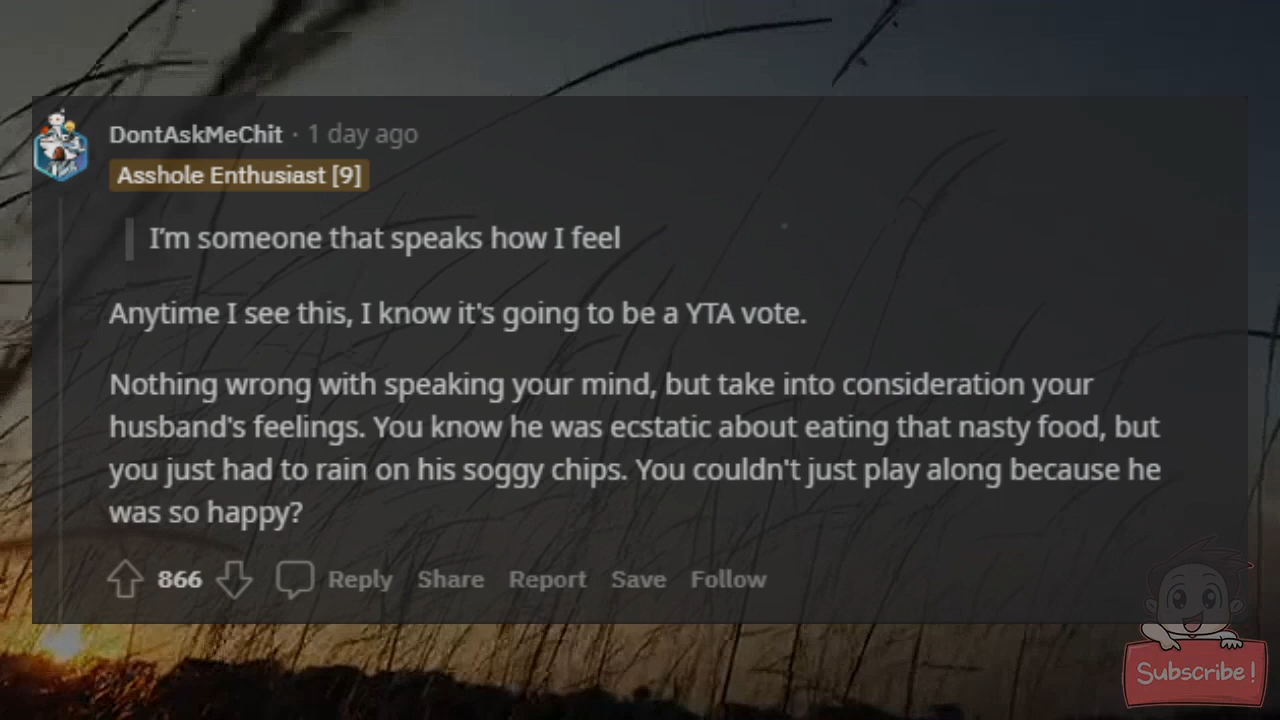 DontAskMeChit · 1 day ago
Asshole Enthusiast [9]
I'm someone that speaks how I feel
Anytime I see this, I know it's going to be a YTA vote.
Nothing wrong with speaking your mind, but take into consideration your
husband's feelings. You know he was ecstatic about eating that nasty food, but
you just had to rain on his soggy chips. You couldn't just play along because he
was so happy?
866 Reply Share Report Save Follow
Subscribe!